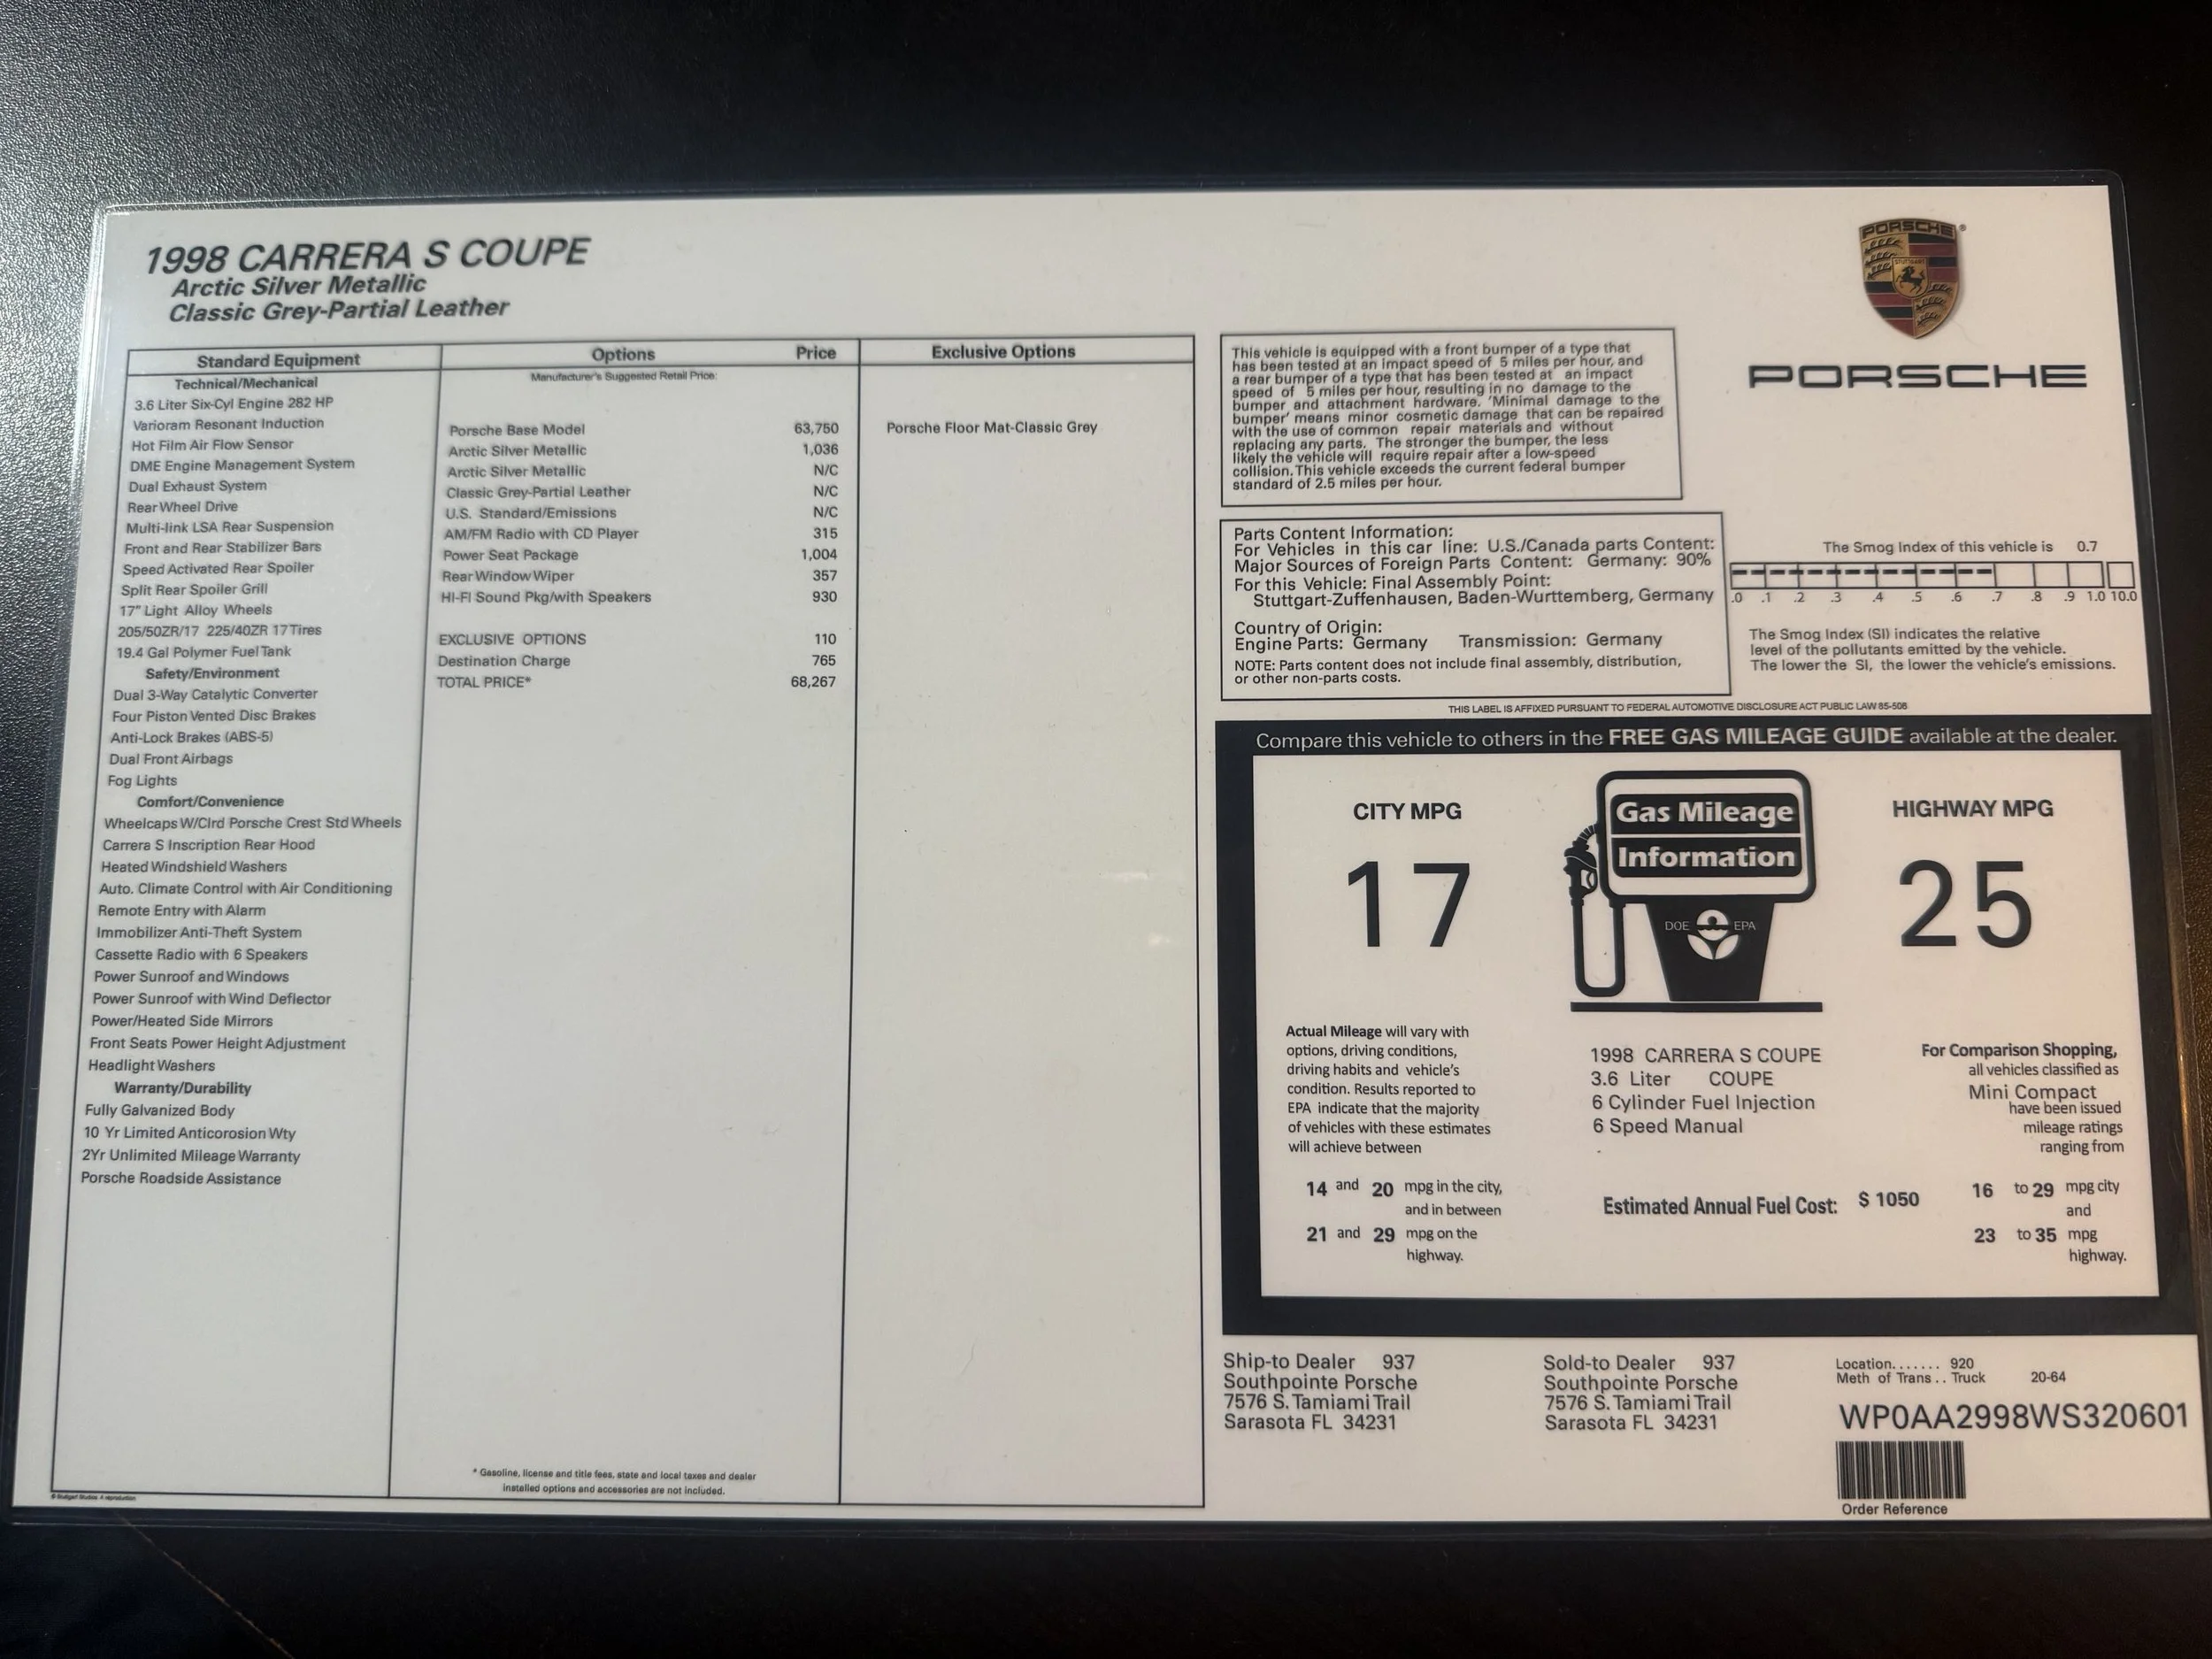 1998 CARRERA S COUPE
Arctic Silver Metallic
Classic Grey-Partial Leather
Standard Equipment
Technical/Mechanical
3.6 Liter Six-Cyl Engine 282 HP
Varioram Resonant Induction
Hot Film Air Flow Sensor
DME Engine Management System
Dual Exhaust System
Rear Wheel Drive
Multi-link LSA Rear Suspension
Front and Rear Stabilizer Bars
Speed Activated Rear Spoiler
Split Rear Spoiler Grill
17" Light Alloy Wheels
205/50ZR/17 225/40ZR 17 Tires
19.4 Gal Polymer Fuel Tank
Safety/Environment
Dual 3-Way Catalytic Converter
Four Piston Vented Disc Brakes
Anti-Lock Brakes (ABS-5)
Dual Front Airbags
Fog Lights
Comfort/Convenience
Wheelcaps W/Clrd Porsche Crest Std Wheels
Carrera S Inscription Rear Hood
Heated Windshield Washers
Auto. Climate Control with Air Conditioning
Remote Entry with Alarm
Immobilizer Anti-Theft System
Cassette Radio with 6 Speakers
Power Sunroof and Windows
Power Sunroof with Wind Deflector
Power/Heated Side Mirrors
Front Seats Power Height Adjustment
Headlight Washers
Warranty/Durability
Fully Galvanized Body
10 Yr Limited Anticorosion Wty
2Yr Unlimited Mileage Warranty
Porsche Roadside Assistance
© Stuttgart Studios A reproduction
Options Price
Manufacturer's Suggested Retail Price:
Porsche Base Model 63,750
Arctic Silver Metallic 1,036
Arctic Silver Metallic N/C
Classic Grey-Partial Leather N/C
U.S. Standard/Emissions N/C
AM/FM Radio with CD Player 315
Power Seat Package 1,004
Rear Window Wiper 357
HI-FI Sound Pkg/with Speakers 930
EXCLUSIVE OPTIONS 110
Destination Charge 765
TOTAL PRICE* 68,267
* Gasoline, license and title fees, state and local taxes and dealer
installed options and accessories are not included.
Exclusive Options
Porsche Floor Mat-Classic Grey
This vehicle is equipped with a front bumper of a type that
has been tested at an impact speed of 5 miles per hour, and
a rear bumper of a type that has been tested at an impact
speed of 5 miles per hour, resulting in no damage to the
bumper and attachment hardware. 'Minimal damage to the
bumper' means minor cosmetic damage that can be repaired
with the use of common repair materials and without
replacing any parts. The stronger the bumper, the less
likely the vehicle will require repair after a low-speed
collision. This vehicle exceeds the current federal bumper
standard of 2.5 miles per hour.
PORSCHE
STUTTGART
®
PORSCHE
Parts Content Information:
For Vehicles in this car line: U.S./Canada parts Content:
Major Sources of Foreign Parts Content: Germany: 90%
For this Vehicle: Final Assembly Point:
Stuttgart-Zuffenhausen, Baden-Wurttemberg, Germany
Country of Origin:
Engine Parts: Germany Transmission: Germany
NOTE: Parts content does not include final assembly, distribution,
or other non-parts costs.
The Smog Index of this vehicle is 0.7
.0 .1 .2 .3 .4 .5 .6 .7 .8 .9 1.0 10.0
The Smog Index (SI) indicates the relative
level of the pollutants emitted by the vehicle.
The lower the SI, the lower the vehicle's emissions.
THIS LABEL IS AFFIXED PURSUANT TO FEDERAL AUTOMOTIVE DISCLOSURE ACT PUBLIC LAW 85-506
Compare this vehicle to others in the FREE GAS MILEAGE GUIDE available at the dealer.
CITY MPG
17
Gas Mileage
Information
DOE EPA
HIGHWAY MPG
25
Actual Mileage will vary with
options, driving conditions,
driving habits and vehicle's
condition. Results reported to
EPA indicate that the majority
of vehicles with these estimates
will achieve between
14 and 20 mpg in the city,
and in between
21 and 29 mpg on the
highway.
1998 CARRERA S COUPE
3.6 Liter COUPE
6 Cylinder Fuel Injection
6 Speed Manual
Estimated Annual Fuel Cost: $ 1050
For Comparison Shopping,
all vehicles classified as
Mini Compact
have been issued
mileage ratings
ranging from
16 to 29 mpg city
and
23 to 35 mpg
highway.
Ship-to Dealer 937
Southpointe Porsche
7576 S. Tamiami Trail
Sarasota FL 34231
Sold-to Dealer 937
Southpointe Porsche
7576 S. Tamiami Trail
Sarasota FL 34231
Location....... 920
Meth of Trans.. Truck 20-64
WP0AA2998WS320601
Order Reference